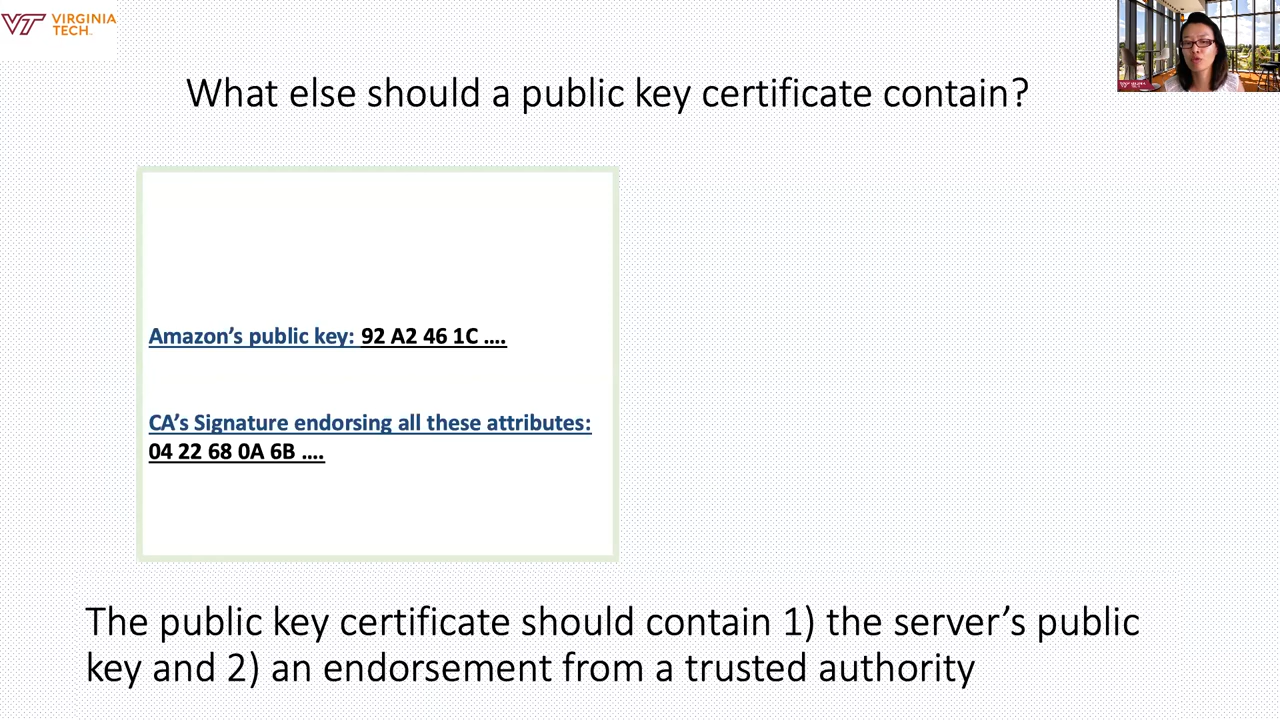 VIRGINIA
TECH
What else should a public key certificate contain?
Amazon’s public key: 92 A2 46 1C ....
CA’s Signature endorsing all these attributes:
04 22 68 0A 6B ....
The public key certificate should contain 1) the server’s public
key and 2) an endorsement from a trusted authority